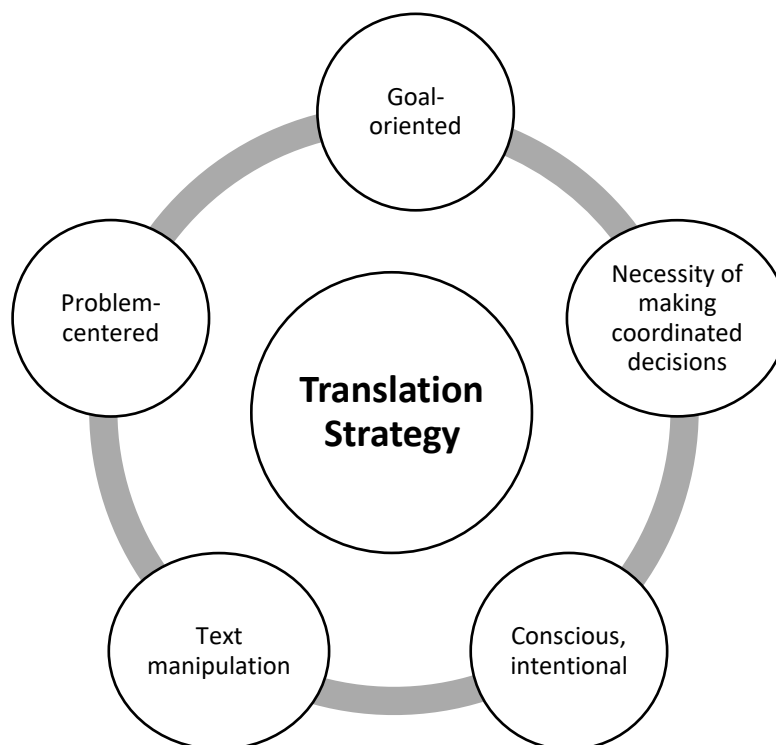 Goal-
oriented
Necessity of
making
coordinated
decisions
Conscious,
intentional
Text
manipulation
Problem-
centered
Translation
Strategy